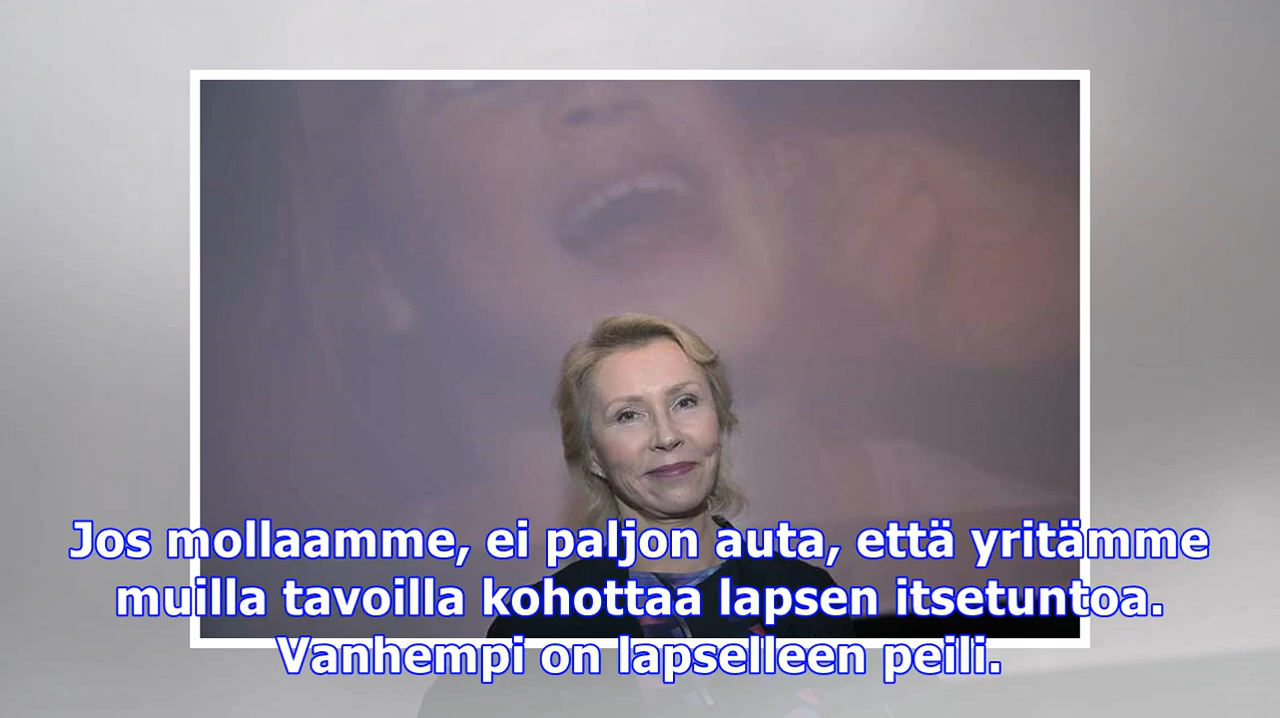 Jos mollaamme, ei paljon auta, että yritämme
muilla tavoilla kohottaa lapsen itsetuntoa.
Vanhempi on lapselleen peili.